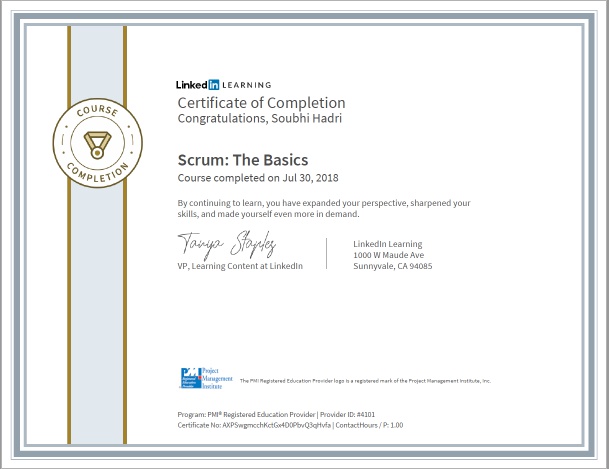 COURSE
COMPLETION
LinkedIn LEARNING
Certificate of Completion
Congratulations, Soubhi Hadri
Scrum: The Basics
Course completed on Jul 30, 2018
By continuing to learn, you have expanded your perspective, sharpened your
skills, and made yourself even more in demand.
Tanya Staples
VP, Learning Content at LinkedIn
LinkedIn Learning
1000 W Maude Ave
Sunnyvale, CA 94085
PMI
Project
Management
Institute
The PMI Registered Education Provider logo is a registered mark of the Project Management Institute, Inc.
Program: PMI® Registered Education Provider | Provider ID: #4101
Certificate No: AXPSwgmcchKctGx4D0PbvQ3qHvfa | ContactHours / P: 1.00